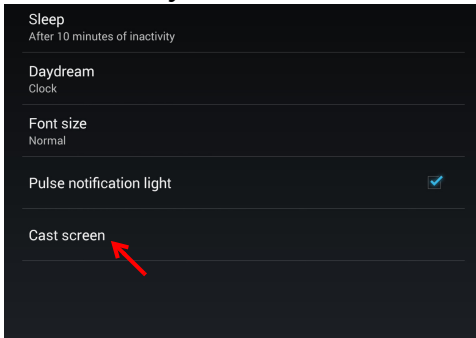 Sleep
After 10 minutes of inactivity
Daydream
Clock
Font size
Normal
Pulse notification light
Cast screen